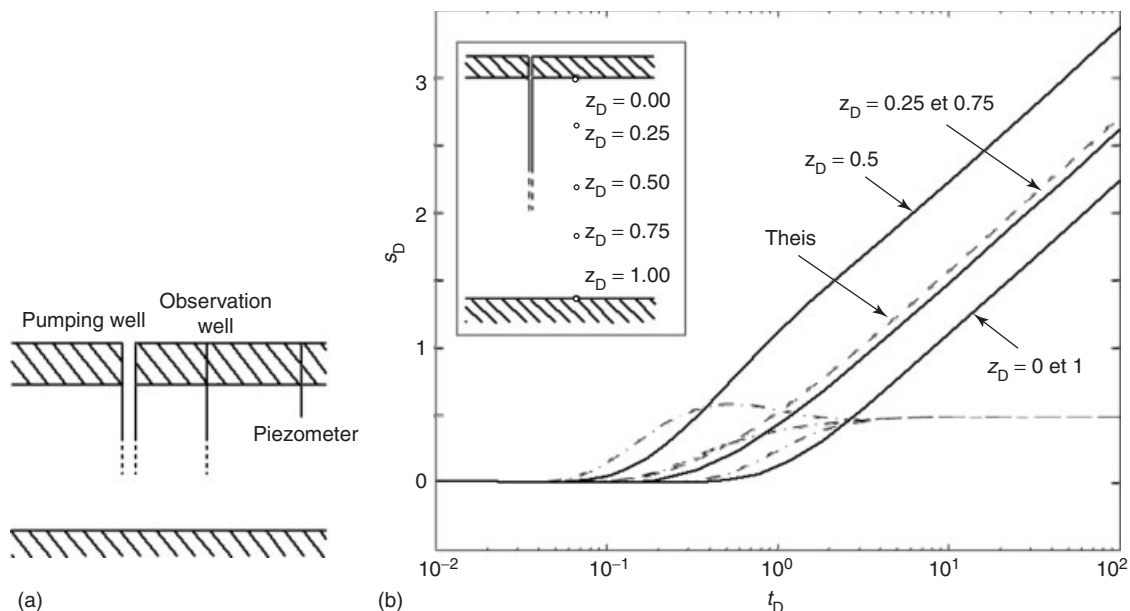 Pumping well
Observation
well
Piezometer
(a)
z_D = 0.00
z_D = 0.25
z_D = 0.50
z_D = 0.75
z_D = 1.00
z_D = 0.25 et 0.75
z_D = 0.5
Theis
z_D = 0 et 1
s_D
3
2
1
0
10^−2
10^−1
10^0
10^1
10^2
t_D
(b)